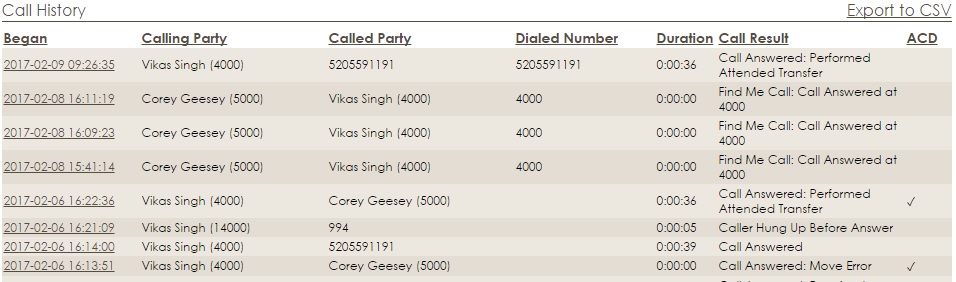 Call History Export to CSV
Began Calling Party Called Party Dialed Number Duration Call Result ACD
2017-02-09 09:26:35 Vikas Singh (4000) 5205591191 5205591191 0:00:36 Call Answered: Performed
Attended Transfer
2017-02-08 16:11:19 Corey Geesey (5000) Vikas Singh (4000) 4000 0:00:00 Find Me Call: Call Answered at
4000
2017-02-08 16:09:23 Corey Geesey (5000) Vikas Singh (4000) 4000 0:00:00 Find Me Call: Call Answered at
4000
2017-02-08 15:41:14 Corey Geesey (5000) Vikas Singh (4000) 4000 0:00:00 Find Me Call: Call Answered at
4000
2017-02-06 16:22:36 Vikas Singh (4000) Corey Geesey (5000) 0:00:36 Call Answered: Performed
Attended Transfer ✓
2017-02-06 16:21:09 Vikas Singh (14000) 994 0:00:05 Caller Hung Up Before Answer
2017-02-06 16:14:00 Vikas Singh (4000) 5205591191 0:00:39 Call Answered
2017-02-06 16:13:51 Vikas Singh (4000) Corey Geesey (5000) 0:00:00 Call Answered: Move Error ✓